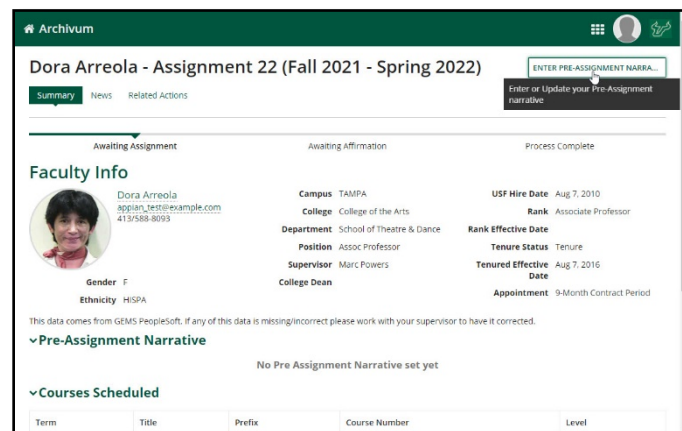 Archivum
Dora Arreola - Assignment 22 (Fall 2021 - Spring 2022)
ENTER PRE-ASSIGNMENT NARRA...
Enter or Update your Pre-Assignment
narrative
Summary News Related Actions
Awaiting Assignment Awaiting Affirmation Process Complete
Faculty Info
Dora Arreola
appian_test@example.com
413/588-8093
Gender F
Ethnicity HISPA
Campus TAMPA
College College of the Arts
Department School of Theatre & Dance
Position Assoc Professor
Supervisor Marc Powers
College Dean
USF Hire Date Aug 7, 2010
Rank Associate Professor
Rank Effective Date
Tenure Status Tenure
Tenured Effective Aug 7, 2016
Date
Appointment 9-Month Contract Period
This data comes from GEMS PeopleSoft. If any of this data is missing/incorrect please work with your supervisor to have it corrected.
Pre-Assignment Narrative
No Pre Assignment Narrative set yet
Courses Scheduled
Term Title Prefix Course Number Level